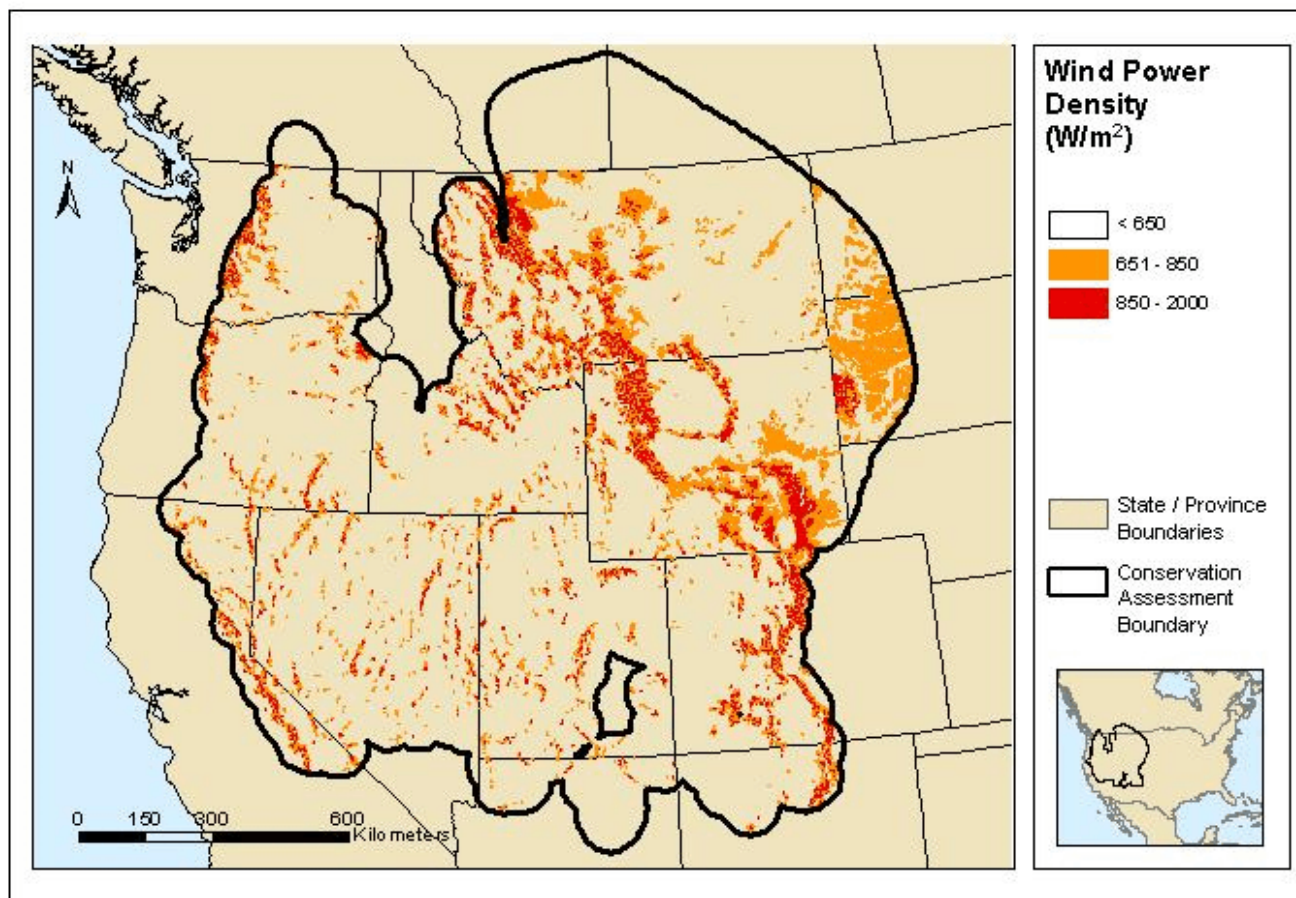 Wind Power
Density
(W/m²)
< 650
651 - 850
850 - 2000
State / Province
Boundaries
Conservation
Assessment
Boundary
N
0 150 300 600
Kilometers